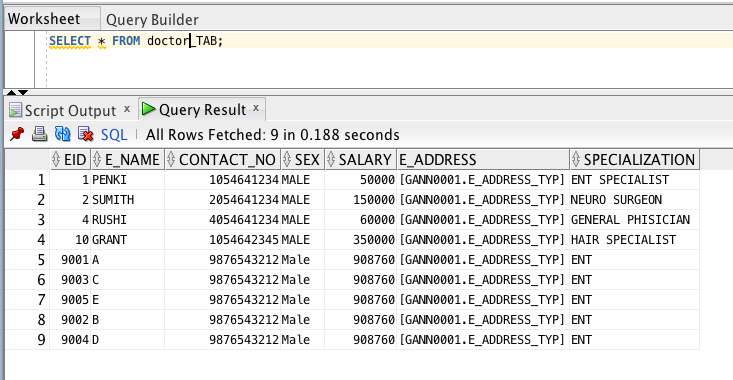 Worksheet Query Builder
SELECT * FROM doctor_TAB;
Script Output x Query Result x
SQL All Rows Fetched: 9 in 0.188 seconds
EID E_NAME CONTACT_NO SEX SALARY E_ADDRESS SPECIALIZATION
1 1 PENKI 1054641234 MALE 50000 [GANN0001.E_ADDRESS_TYP] ENT SPECIALIST
2 2 SUMITH 2054641234 MALE 150000 [GANN0001.E_ADDRESS_TYP] NEURO SURGEON
3 4 RUSHI 4054641234 MALE 60000 [GANN0001.E_ADDRESS_TYP] GENERAL PHISICIAN
4 10 GRANT 1054642345 MALE 350000 [GANN0001.E_ADDRESS_TYP] HAIR SPECIALIST
5 9001 A 9876543212 Male 908760 [GANN0001.E_ADDRESS_TYP] ENT
6 9003 C 9876543212 Male 908760 [GANN0001.E_ADDRESS_TYP] ENT
7 9005 E 9876543212 Male 908760 [GANN0001.E_ADDRESS_TYP] ENT
8 9002 B 9876543212 Male 908760 [GANN0001.E_ADDRESS_TYP] ENT
9 9004 D 9876543212 Male 908760 [GANN0001.E_ADDRESS_TYP] ENT